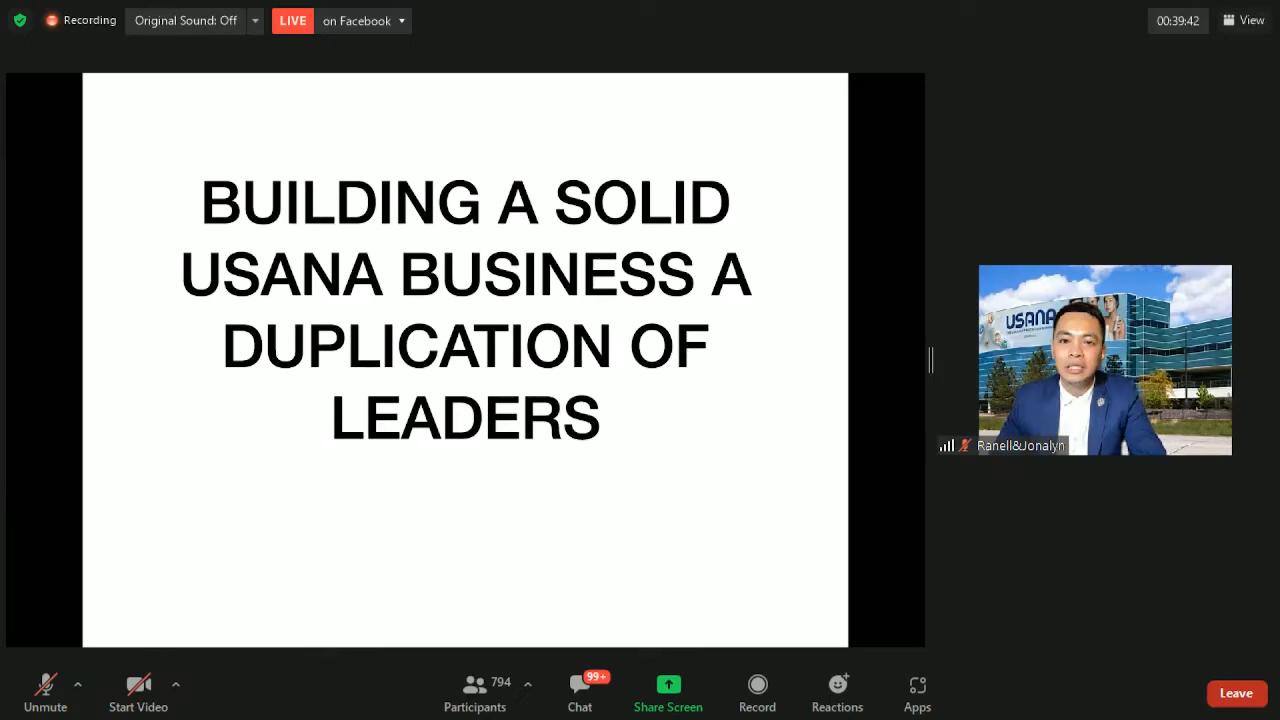 Recording
Original Sound: Off
LIVE on Facebook
00:39:42
View
BUILDING A SOLID
USANA BUSINESS A
DUPLICATION OF
LEADERS
USANA
Ranell&Jonalyn
Unmute
Start Video
794
Participants
99+
Chat
Share Screen
Record
Reactions
Apps
Leave